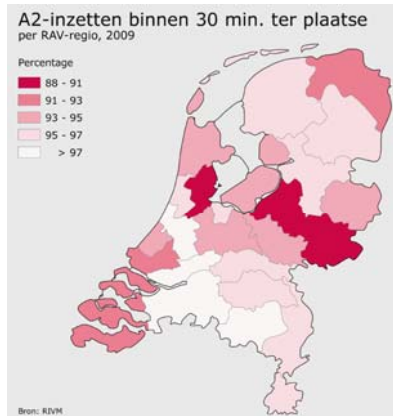 A2-inzetten binnen 30 min. ter plaatse
per RAV-regio, 2009
Percentage
88 - 91
91 - 93
93 - 95
95 - 97
> 97
Bron: RIVM